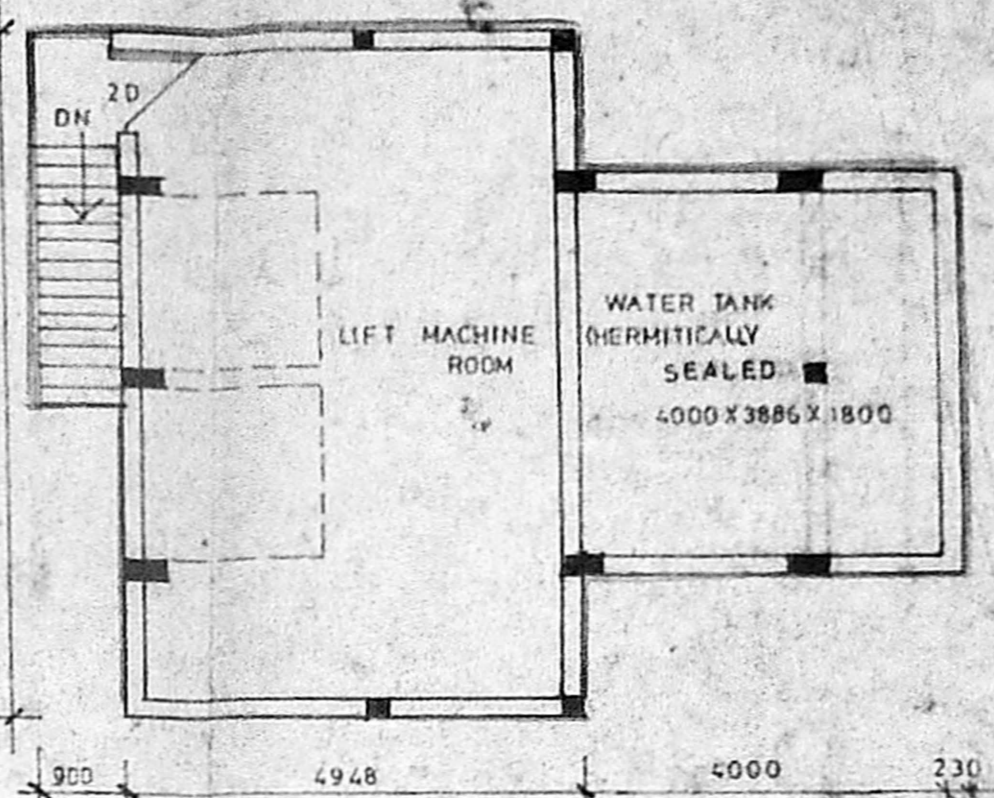 2D
DN
LIFT MACHINE
ROOM
WATER TANK
(HERMITICALLY
SEALED
4000 X 3886 X 1800
900
4948
4000
230